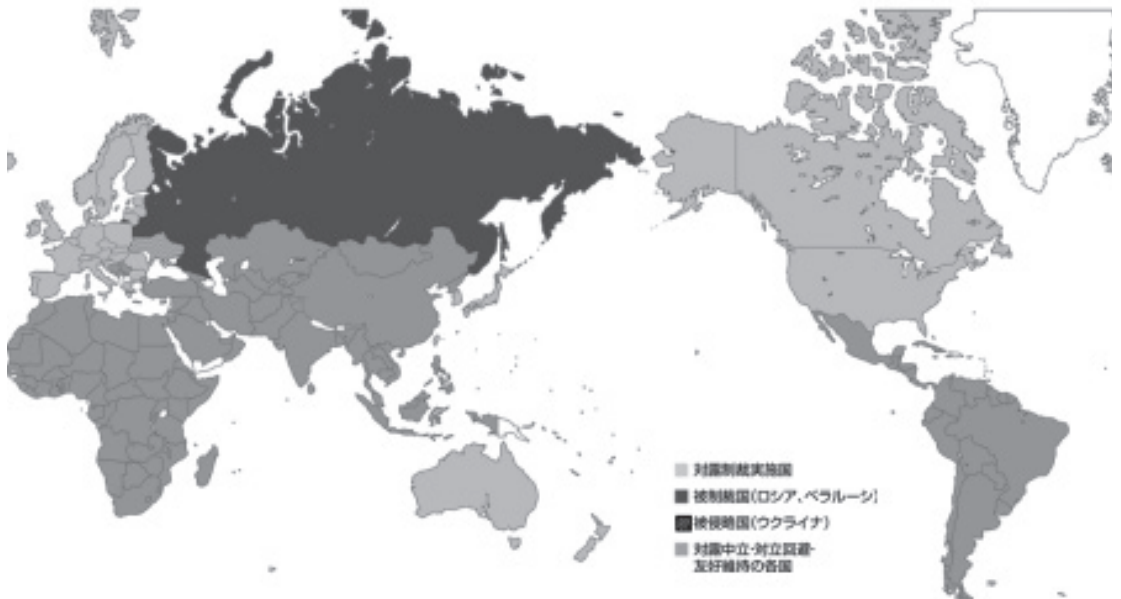 対露制裁実施国
被制裁国(ロシア、ベラルーシ)
被侵略国(ウクライナ)
対露中立・対立回避・
友好維持の各国